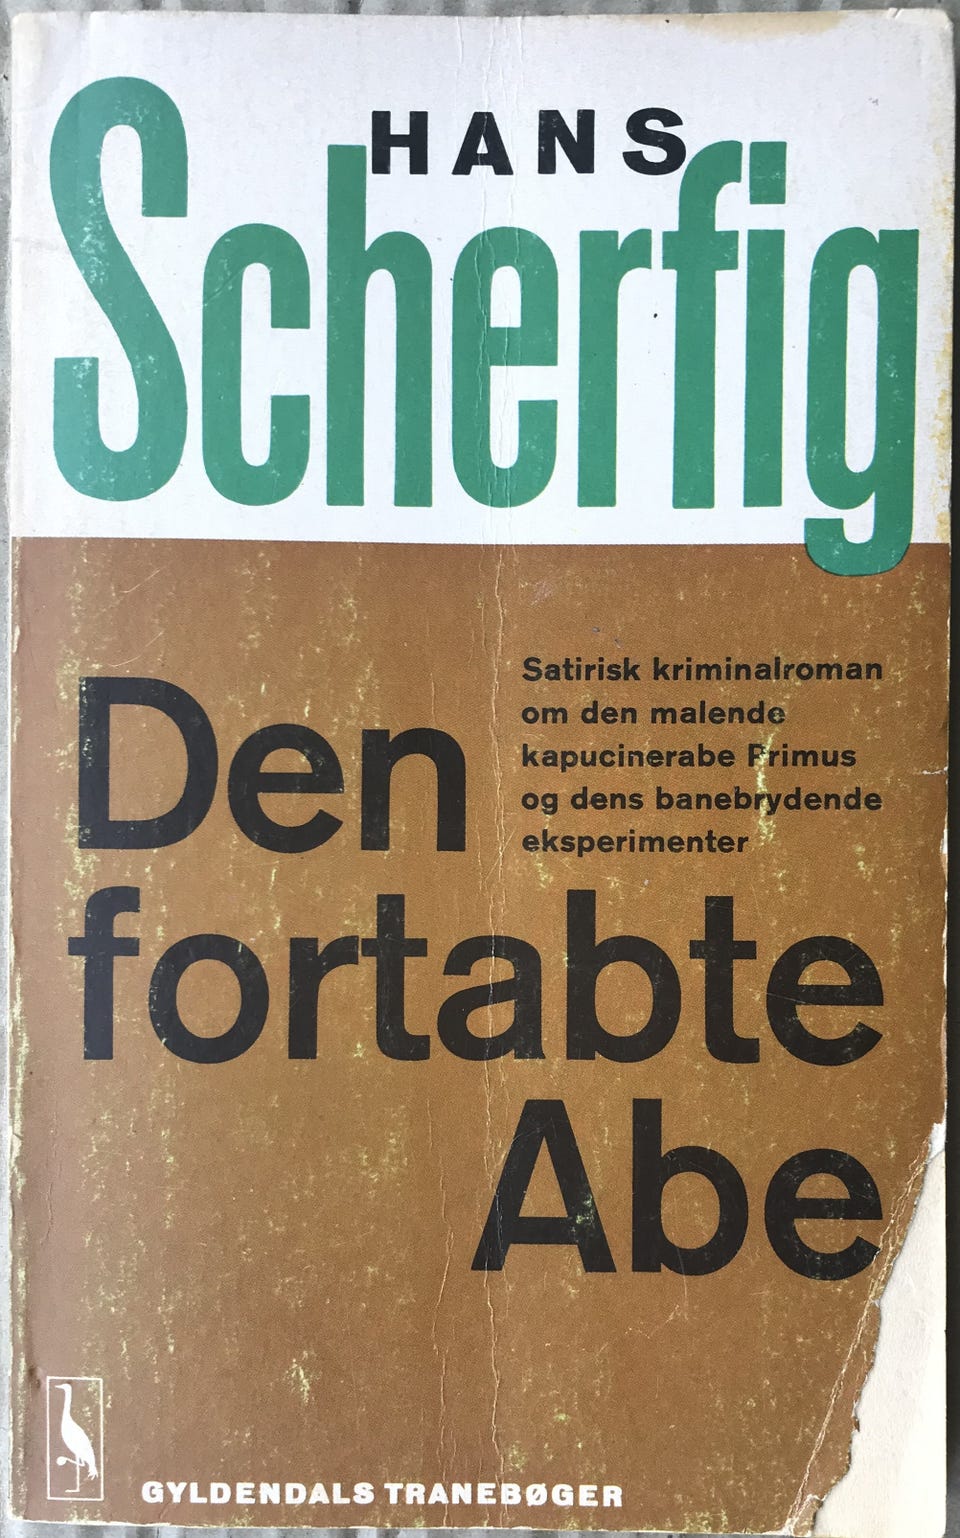 HANS
Scherfig
Satirisk kriminalroman
om den malende
kapucinerabe Primus
og dens banebrydende
eksperimenter
Den
fortabte
Abe
GYLDENDALS TRANEBØGER